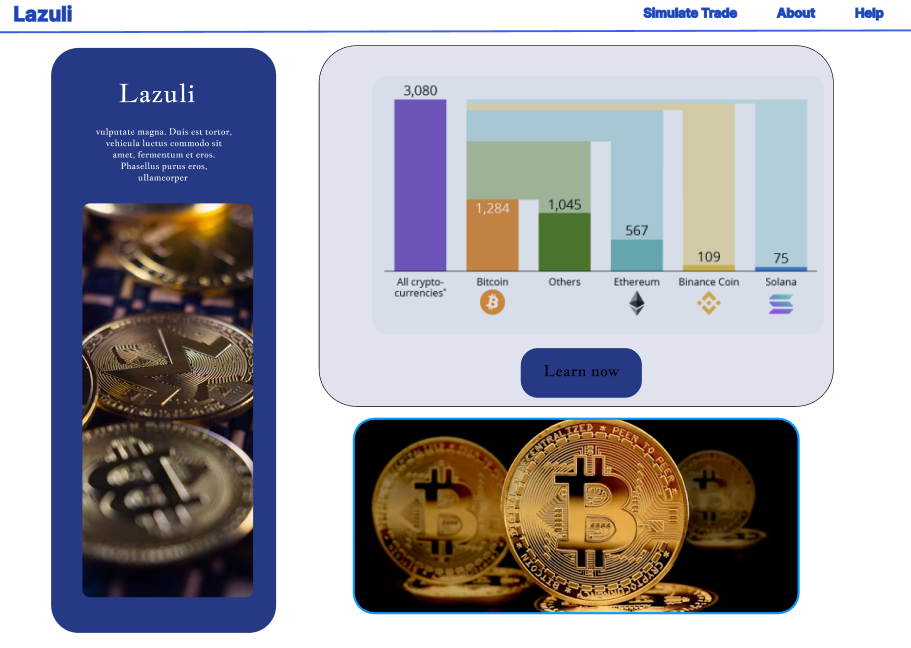 Lazuli
Simulate Trade About Help
Lazuli
vulputate magna. Duis est tortor,
vehicula luctus commodo sit
amet, fermentum et eros.
Phasellus purus eros,
ullamcorper
3,080
1,284
1,045
567
109
75
All crypto-
currencies*
Bitcoin
Others
Ethereum
Binance Coin
Solana
Learn now
DECENTRALIZED * PEER TO PEER
BITCOIN